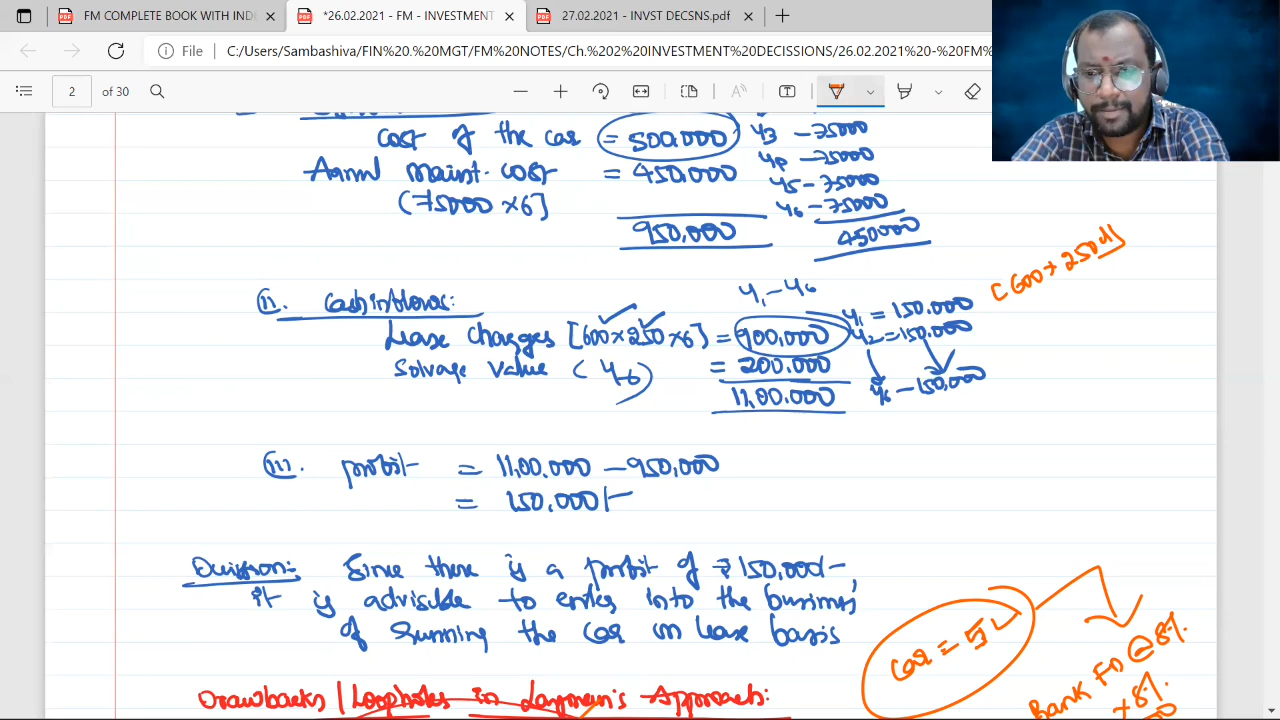 FM COMPLETE BOOK WITH INDE
*26.02.2021 - FM - INVESTMENT
27.02.2021 - INVST DECSNS.pdf
File
C:/Users/Sambashiva/FIN%20.%20MGT/FM%20NOTES/Ch.%202%20INVESTMENT%20DECISSIONS/26.02.2021%20-%20FM%
2 of 30
cost of the car = 500,000
Annul maint. cost = 450,000
(75000 × 6]
950,000
y3 - 75000
y4 - 75000
y5 - 75000
y6 - 75000
450000
(ii. Cash inflows:
y1 - y6
Lease charges [600×250×6] = 900,000
Salvage value ( y6) = 200,000
11,00,000
y1 = 150,000
y2 = 150,000
y6 - 150,000
(600 × 250d)
(iii). profit = 11,00,000 - 950,000
= 150,000/-
Decission: Since there is a profit of ₹150,000/-
it is advisible to enter into the business
of running the car on lease basis
car = 5L
Bank FD @ 8%
+ 8%
Drawbacks / Loopholes in Layman's Approach: